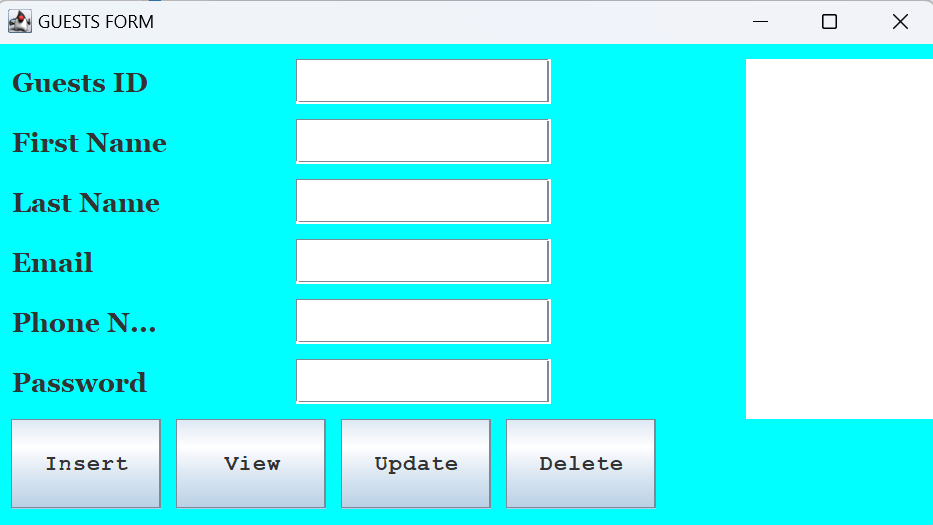 GUESTS FORM
Guests ID
First Name
Last Name
Email
Phone N...
Password
Insert View Update Delete